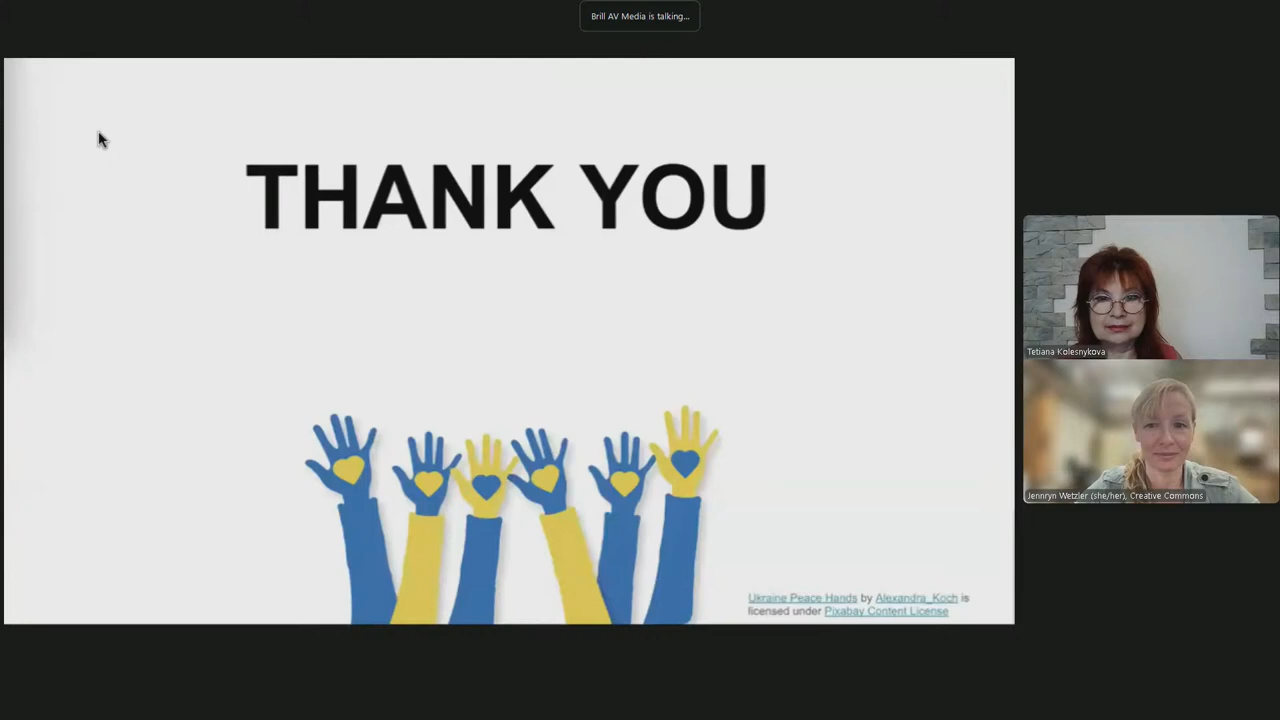 Brill AV Media is talking...
THANK YOU
Tetiana Kolesnykova
Jennryn Wetzler (she/her), Creative Commons
Ukraine Peace Hands by Alexandra_Koch is
licensed under Pixabay Content License